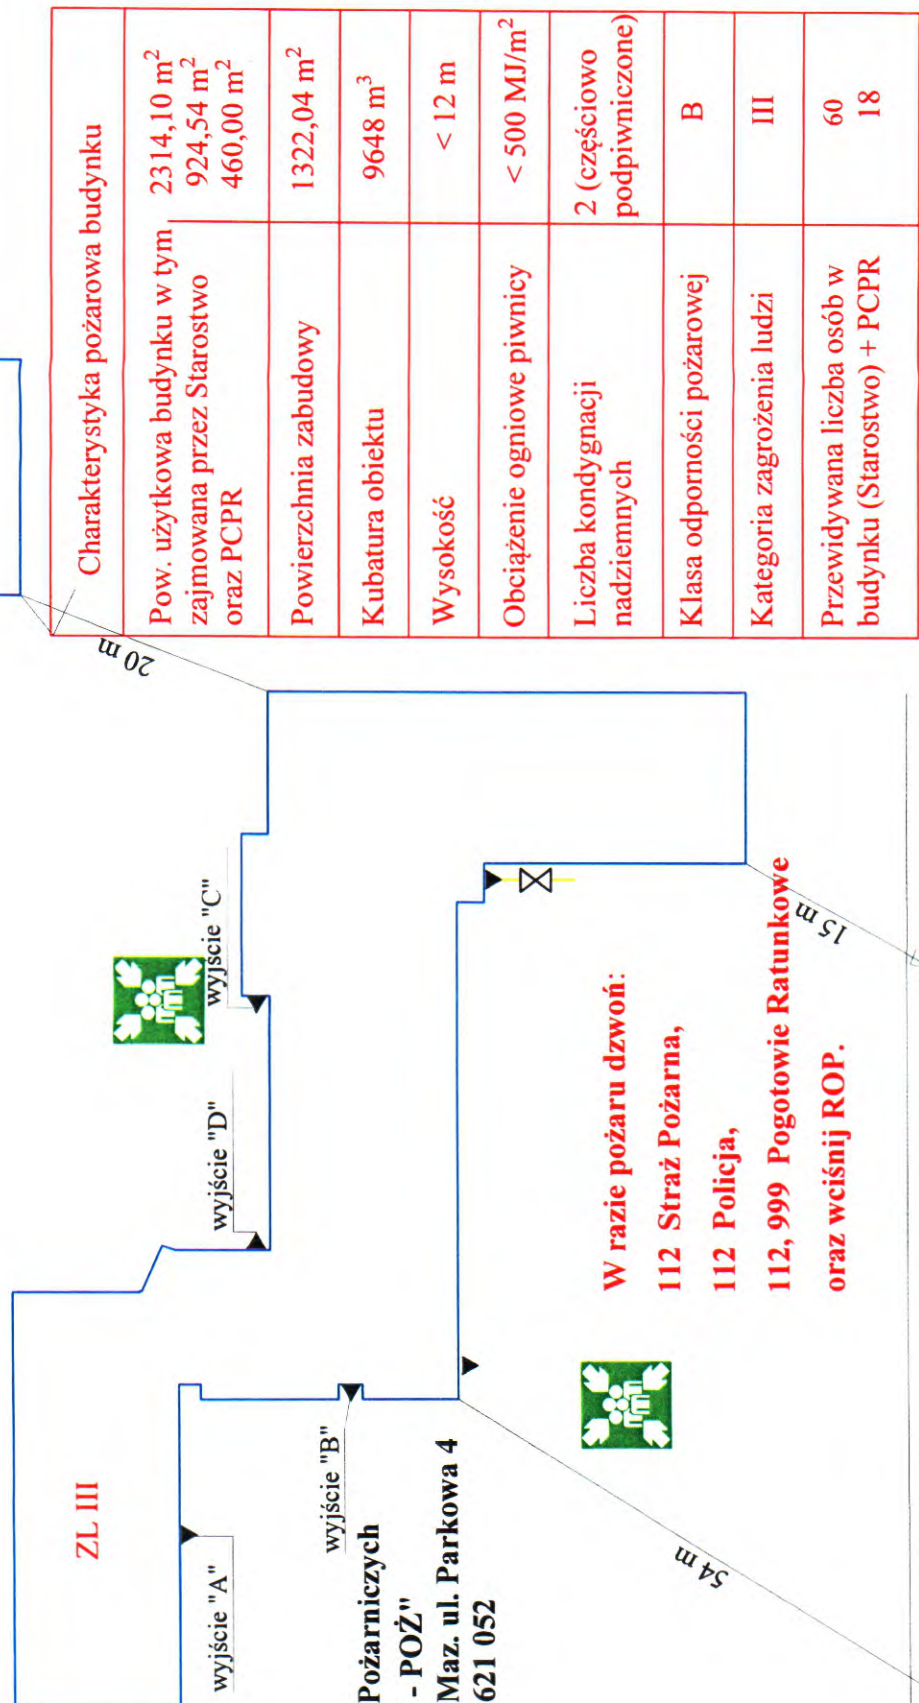 Charakterystyka pożarowa budynku
Pow. użytkowa budynku w tym 2314,10 m²
zajmowana przez Starostwo 924,54 m²
oraz PCPR 460,00 m²
Powierzchnia zabudowy 1322,04 m²
Kubatura obiektu 9648 m³
Wysokość < 12 m
Obciążenie ogniowe piwnicy < 500 MJ/m²
Liczba kondygnacji 2 (częściowo
nadziemnych podpiwniczone)
Klasa odporności pożarowej B
Kategoria zagrożenia ludzi III
Przewidywana liczba osób w 60
budynku (Starostwo) + PCPR 18
20 m
ZL III
wyjście "A"
wyjście "D"
wyjście "C"
wyjście "B"
Pożarniczych
- POŻ"
Maz. ul. Parkowa 4
621 052
W razie pożaru dzwoń:
112 Straż Pożarna,
112 Policja,
112, 999 Pogotowie Ratunkowe
oraz wciśnij ROP.
15 m
54 m